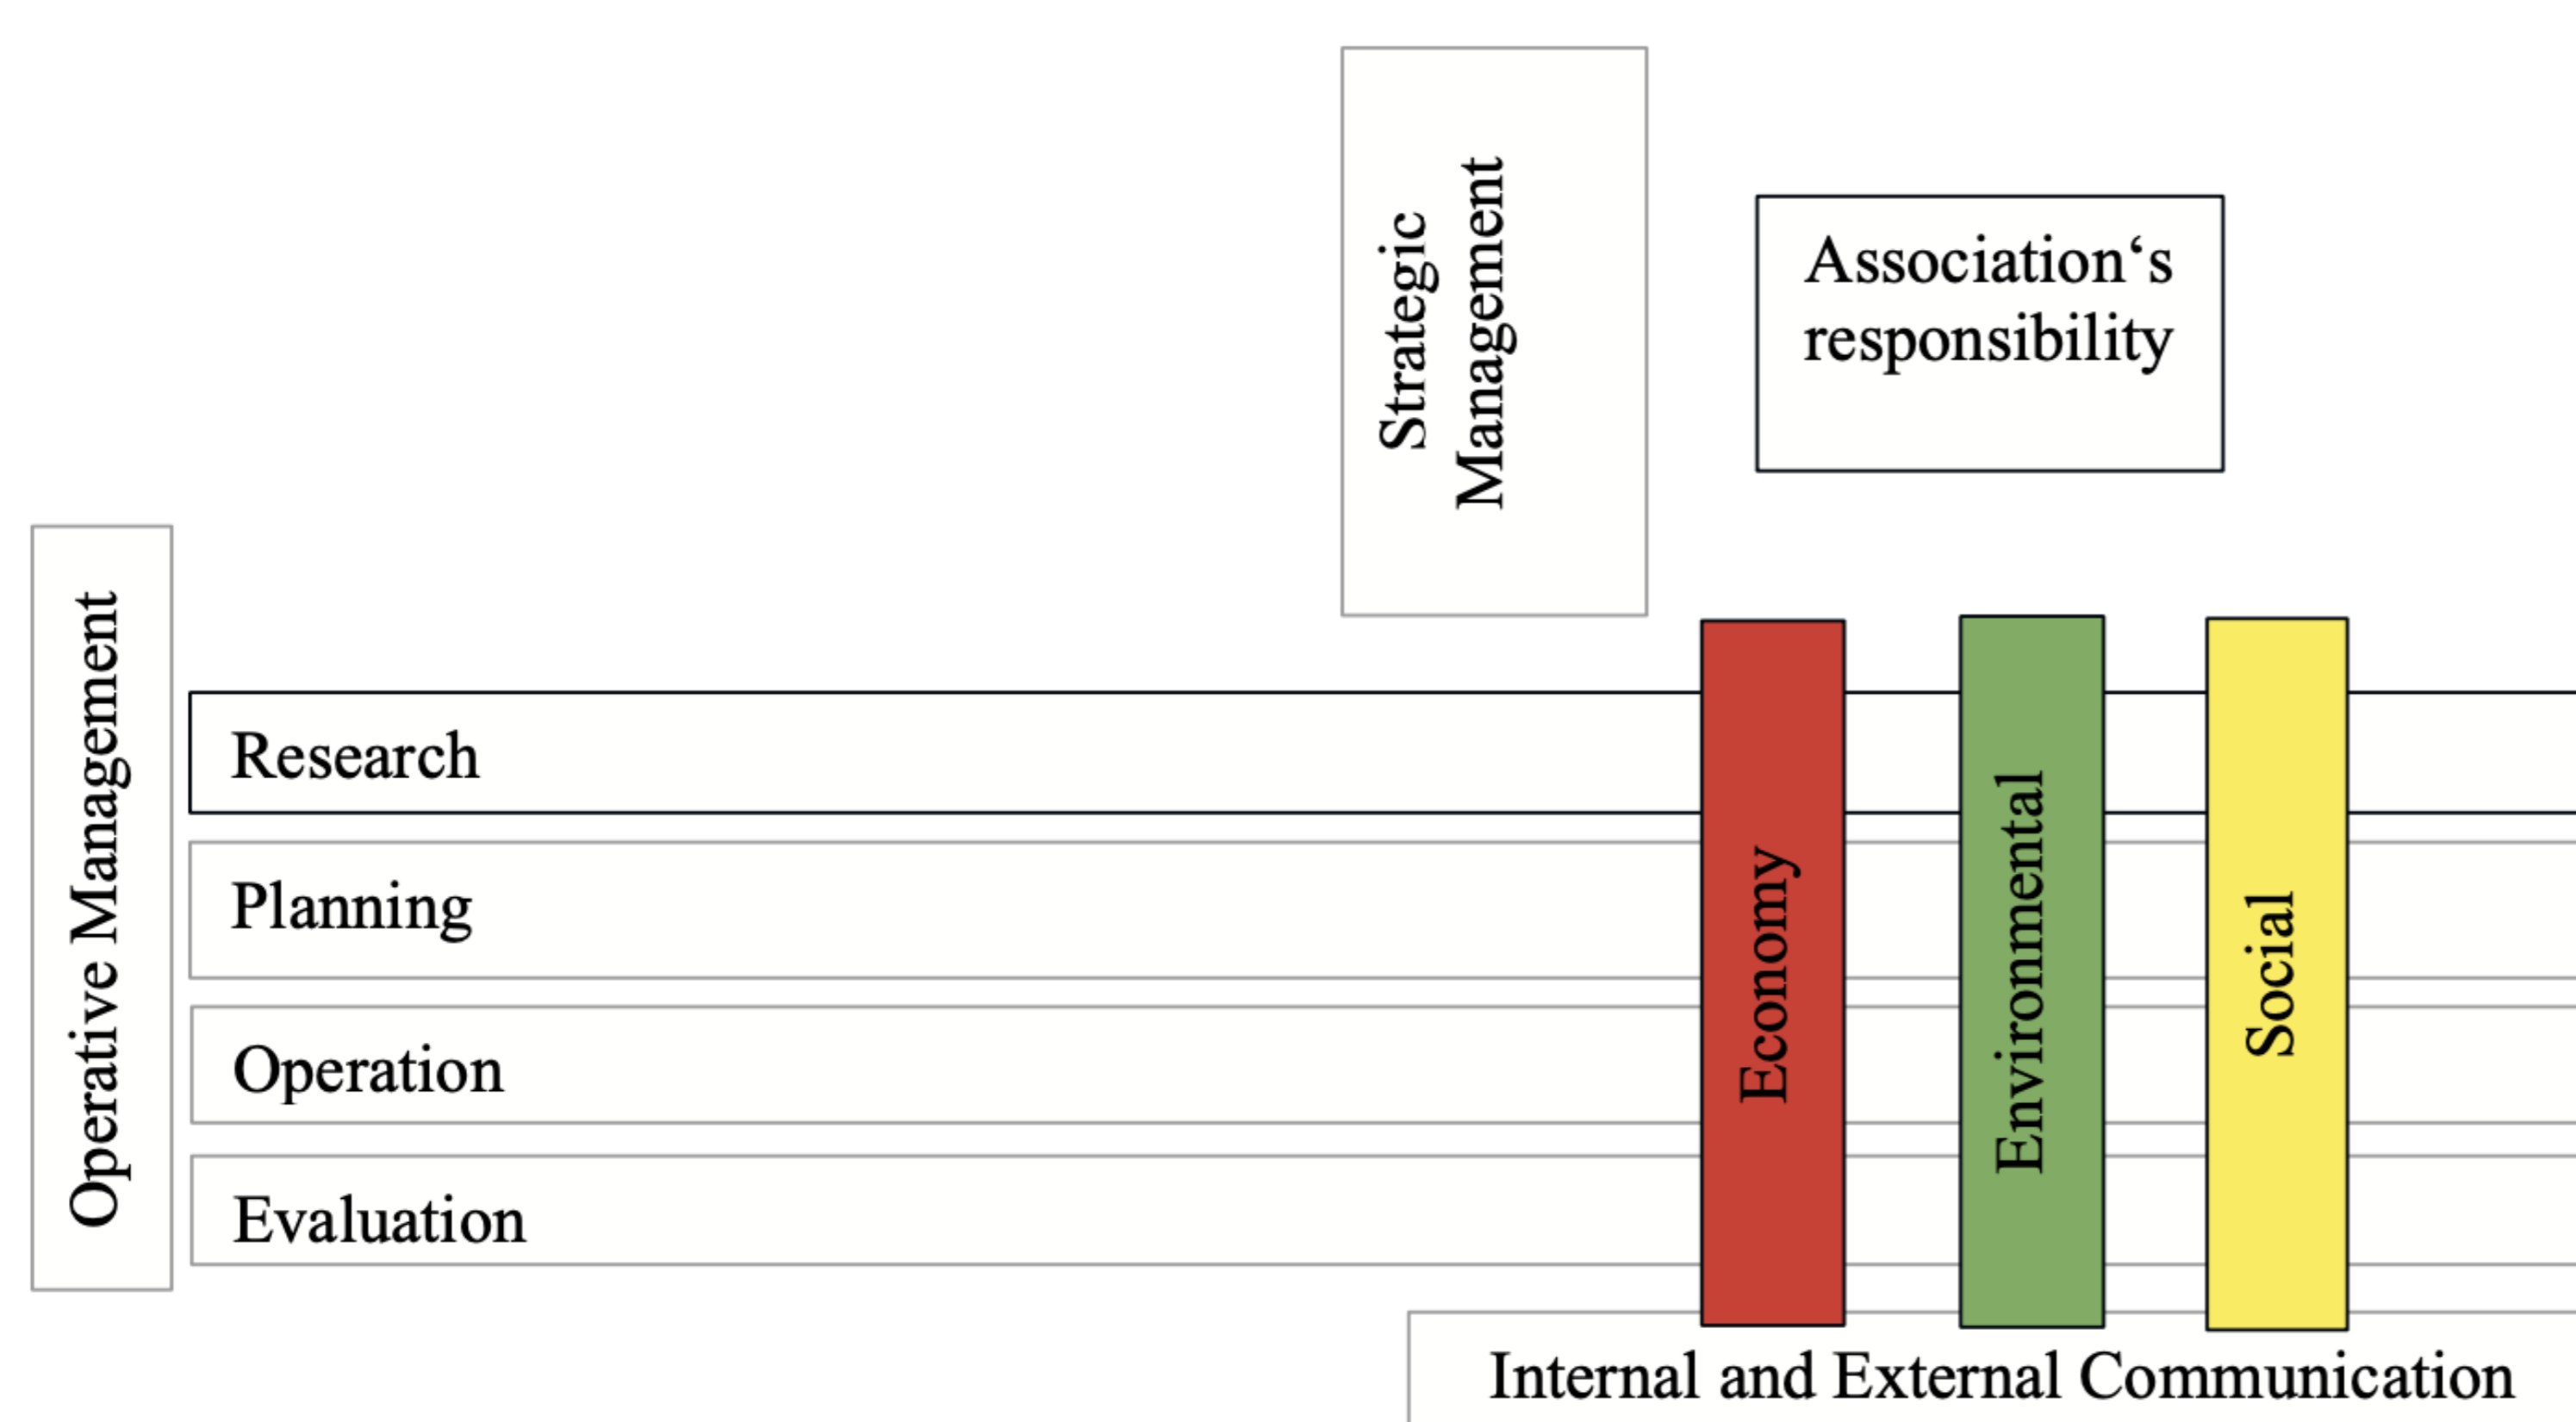 Strategic
Management
Association‘s
responsibility
Operative Management
Research
Planning
Operation
Evaluation
Economy
Environmental
Social
Internal and External Communication